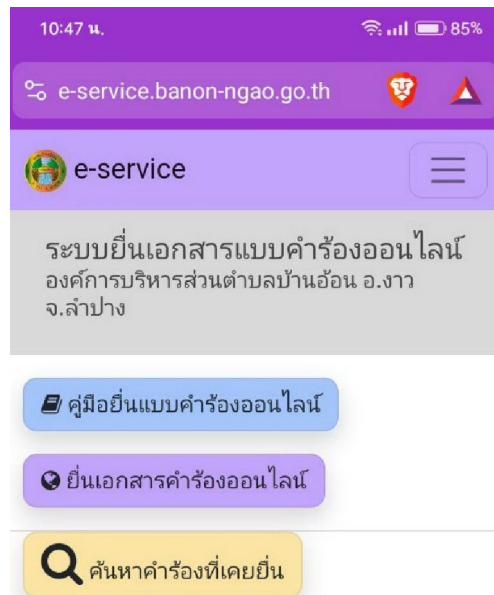 10:47 น.
85%
e-service.banon-ngao.go.th
e-service
ระบบยื่นเอกสารแบบคำร้องออนไลน์
องค์การบริหารส่วนตำบลบ้านอ้อน อ.งาว
จ.ลำปาง
คู่มือยื่นแบบคำร้องออนไลน์
ยื่นเอกสารคำร้องออนไลน์
ค้นหาคำร้องที่เคยยื่น